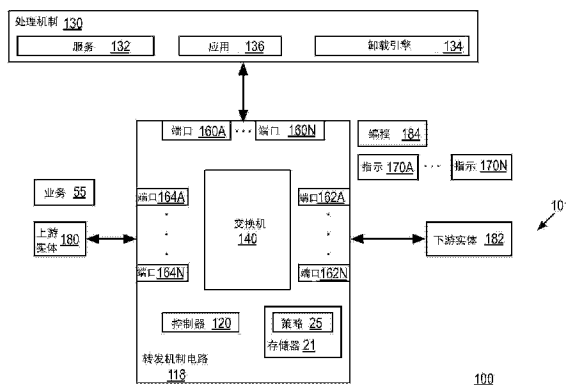 处理机制 130
服务 132
应用 136
卸载引擎 134
端口 160A ··· 端口 160N
编程 184
指示 170A ··· 指示 170N
业务 55
端口 164A
端口 162A
变换机 140
上游实体 180
下游实体 182
101
端口 164N
端口 162N
控制器 120
策略 25
存储器 21
转发机制电路 118
100